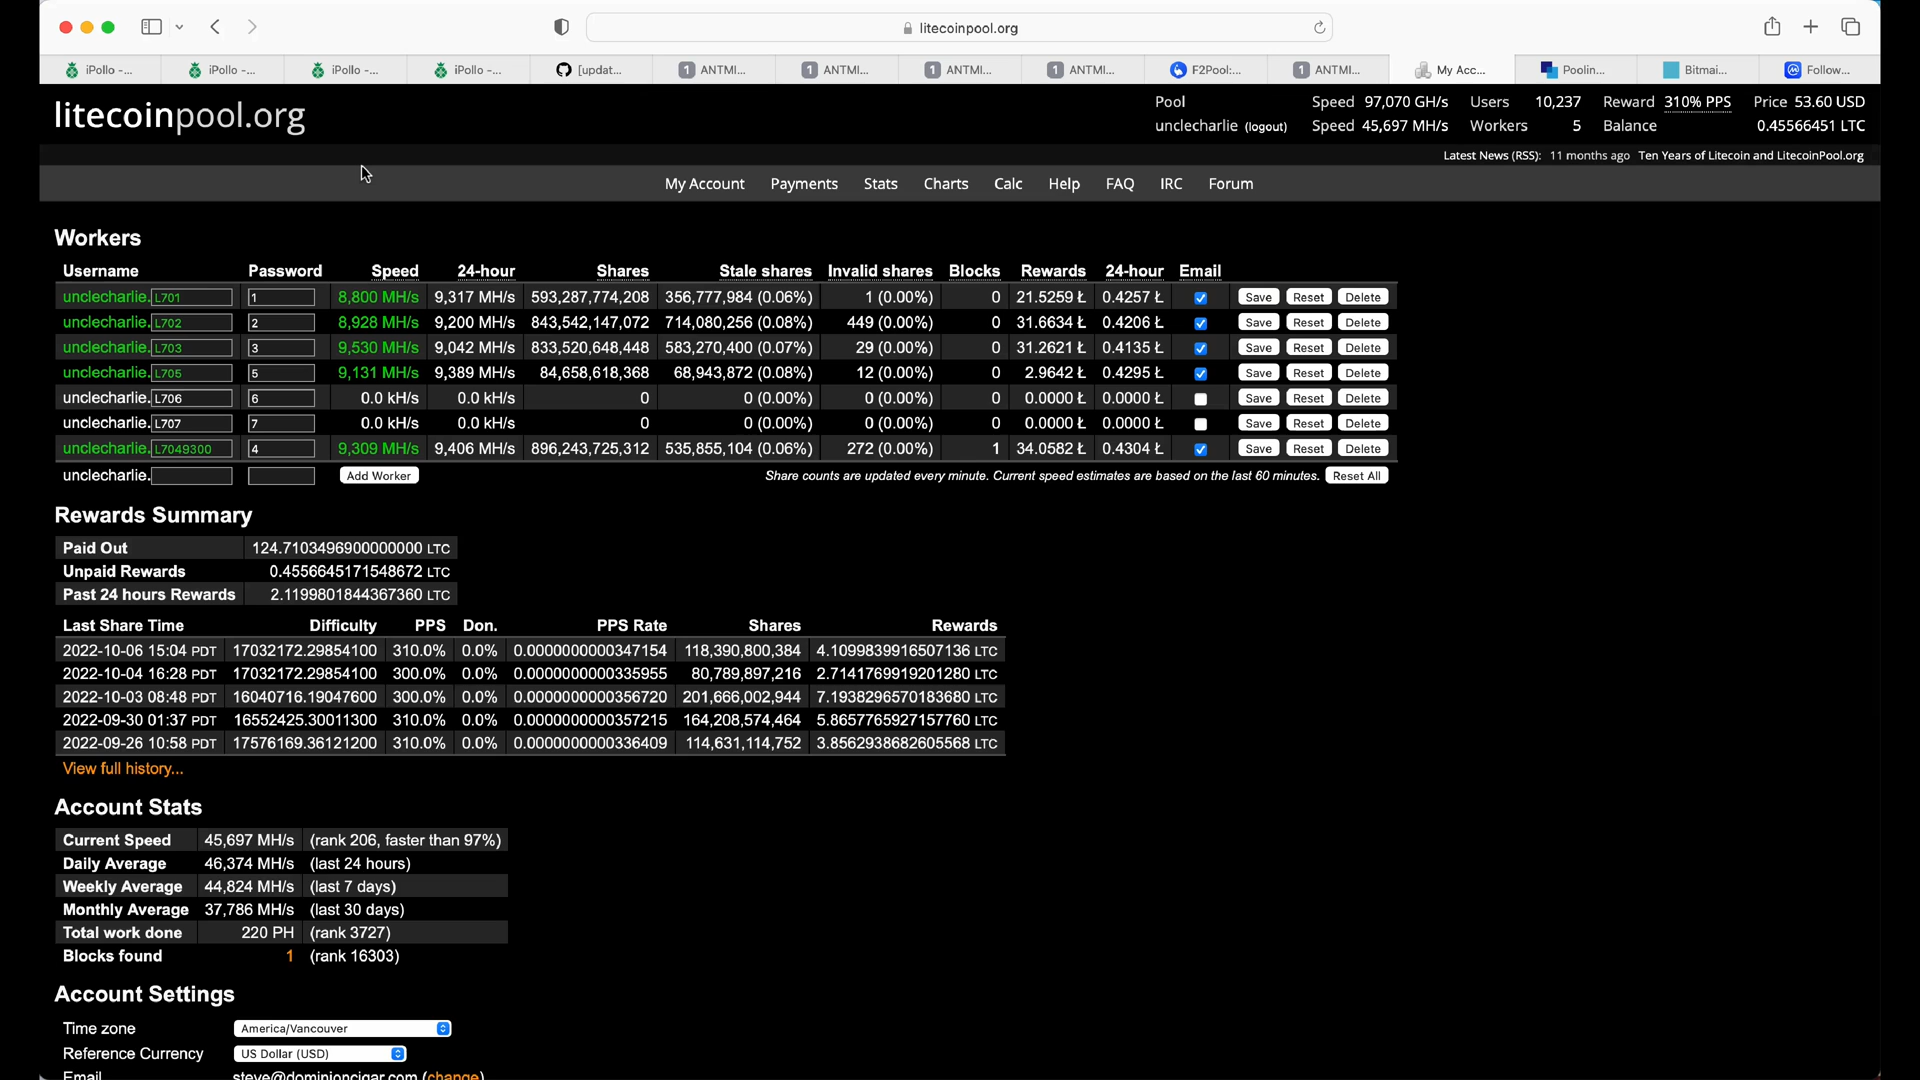 litecoinpool.org
iPollo -... iPollo -... iPollo -... iPollo -... [updat... 1 ANTMI... 1 ANTMI... 1 ANTMI... 1 ANTMI... F2Pool:... 1 ANTMI... My Acc... Poolin... Bitmai... Follow...
litecoinpool.org
Pool Speed 97,070 GH/s Users 10,237 Reward 310% PPS Price 53.60 USD
unclecharlie (logout) Speed 45,697 MH/s Workers 5 Balance 0.45566451 LTC
Latest News (RSS): 11 months ago Ten Years of Litecoin and LitecoinPool.org
My Account Payments Stats Charts Calc Help FAQ IRC Forum
Workers
Username Password Speed 24-hour Shares Stale shares Invalid shares Blocks Rewards 24-hour Email
unclecharlie. L701 1 8,800 MH/s 9,317 MH/s 593,287,774,208 356,777,984 (0.06%) 1 (0.00%) 0 21.5259 Ł 0.4257 Ł Save Reset Delete
unclecharlie. L702 2 8,928 MH/s 9,200 MH/s 843,542,147,072 714,080,256 (0.08%) 449 (0.00%) 0 31.6634 Ł 0.4206 Ł Save Reset Delete
unclecharlie. L703 3 9,530 MH/s 9,042 MH/s 833,520,648,448 583,270,400 (0.07%) 29 (0.00%) 0 31.2621 Ł 0.4135 Ł Save Reset Delete
unclecharlie. L705 5 9,131 MH/s 9,389 MH/s 84,658,618,368 68,943,872 (0.08%) 12 (0.00%) 0 2.9642 Ł 0.4295 Ł Save Reset Delete
unclecharlie. L706 6 0.0 kH/s 0.0 kH/s 0 0 (0.00%) 0 (0.00%) 0 0.0000 Ł 0.0000 Ł Save Reset Delete
unclecharlie. L707 7 0.0 kH/s 0.0 kH/s 0 0 (0.00%) 0 (0.00%) 0 0.0000 Ł 0.0000 Ł Save Reset Delete
unclecharlie. L7049300 4 9,309 MH/s 9,406 MH/s 896,243,725,312 535,855,104 (0.06%) 272 (0.00%) 1 34.0582 Ł 0.4304 Ł Save Reset Delete
unclecharlie. Add Worker Share counts are updated every minute. Current speed estimates are based on the last 60 minutes. Reset All
Rewards Summary
Paid Out 124.7103496900000000 LTC
Unpaid Rewards 0.4556645171548672 LTC
Past 24 hours Rewards 2.1199801844367360 LTC
Last Share Time Difficulty PPS Don. PPS Rate Shares Rewards
2022-10-06 15:04 PDT 17032172.29854100 310.0% 0.0% 0.0000000000347154 118,390,800,384 4.1099839916507136 LTC
2022-10-04 16:28 PDT 17032172.29854100 300.0% 0.0% 0.0000000000335955 80,789,897,216 2.7141769919201280 LTC
2022-10-03 08:48 PDT 16040716.19047600 300.0% 0.0% 0.0000000000356720 201,666,002,944 7.1938296570183680 LTC
2022-09-30 01:37 PDT 16552425.30011300 310.0% 0.0% 0.0000000000357215 164,208,574,464 5.8657765927157760 LTC
2022-09-26 10:58 PDT 17576169.36121200 310.0% 0.0% 0.0000000000336409 114,631,114,752 3.8562938682605568 LTC
View full history...
Account Stats
Current Speed 45,697 MH/s (rank 206, faster than 97%)
Daily Average 46,374 MH/s (last 24 hours)
Weekly Average 44,824 MH/s (last 7 days)
Monthly Average 37,786 MH/s (last 30 days)
Total work done 220 PH (rank 3727)
Blocks found 1 (rank 16303)
Account Settings
Time zone America/Vancouver
Reference Currency US Dollar (USD)
Email steve@dominioncigar.com (change)